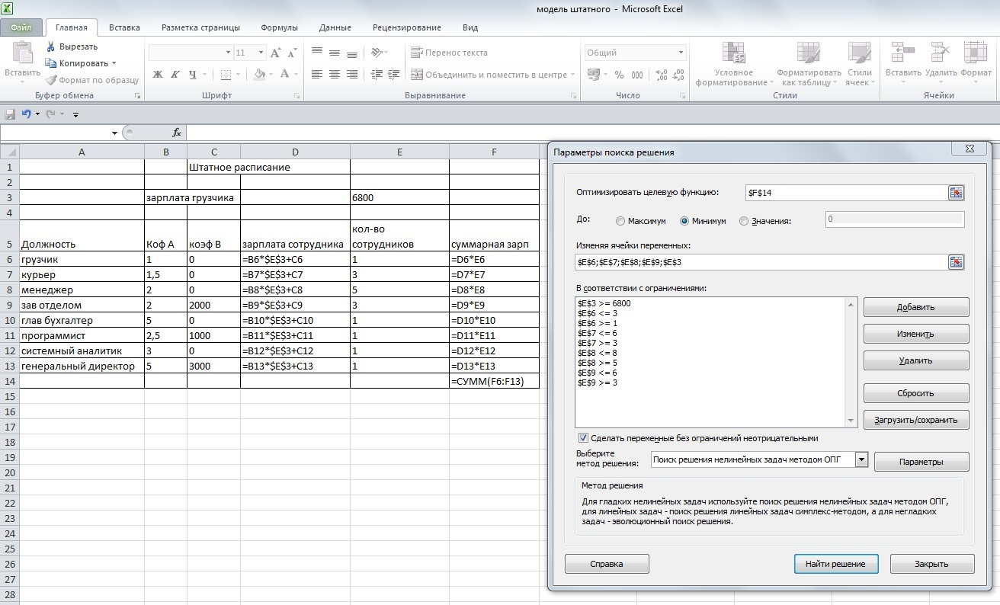 модель штатного - Microsoft Excel
Файл Главная Вставка Разметка страницы Формулы Данные Рецензирование Вид
Вставить
Вырезать
Копировать
Формат по образцу
Буфер обмена
11
Ж К Ч
Шрифт
Перенос текста
Объединить и поместить в центре
Выравнивание
Общий
% 000
Число
Условное форматирование
Форматировать как таблицу
Стили ячеек
Стили
Вставить Удалить Формат
Ячейки
fx
A B C D E F
1 Штатное расписание
2
3 зарплата грузчика 6800
4
5 Должность Коф А коэф В зарплата сотрудника кол-во сотрудников суммарная зарп
6 грузчик 1 0 =B6*$E$3+C6 1 =D6*E6
7 курьер 1,5 0 =B7*$E$3+C7 3 =D7*E7
8 менеджер 2 0 =B8*$E$3+C8 5 =D8*E8
9 зав отделом 2 2000 =B9*$E$3+C9 3 =D9*E9
10 глав бухгалтер 5 0 =B10*$E$3+C10 1 =D10*E10
11 программист 2,5 1000 =B11*$E$3+C11 1 =D11*E11
12 системный аналитик 3 0 =B12*$E$3+C12 1 =D12*E12
13 генеральный директор 5 3000 =B13*$E$3+C13 1 =D13*E13
14 =СУММ(F6:F13)
15
16
17
18
19
20
21
22
23
24
25
26
27
28
Параметры поиска решения
Оптимизировать целевую функцию: $F$14
До: Максимум Минимум Значения: 0
Изменяя ячейки переменных:
$E$6;$E$7;$E$8;$E$9;$E$3
В соответствии с ограничениями:
$E$3 >= 6800
$E$6 <= 3
$E$6 >= 1
$E$7 <= 6
$E$7 >= 3
$E$8 <= 8
$E$8 >= 5
$E$9 <= 6
$E$9 >= 3
Добавить
Изменить
Удалить
Сбросить
Загрузить/сохранить
Сделать переменные без ограничений неотрицательными
Выберите
метод решения:
Поиск решения нелинейных задач методом ОПГ
Параметры
Метод решения
Для гладких нелинейных задач используйте поиск решения нелинейных задач методом ОПГ,
для линейных задач - поиск решения линейных задач симплекс-методом, а для негладких
задач - эволюционный поиск решения.
Справка
Найти решение
Закрыть